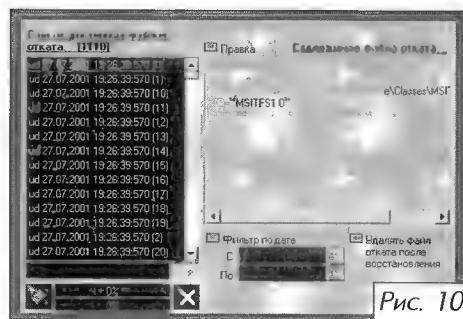 отката. [1110]
Правка
Содержание файла отката
ud 27.07.2001 19:26:39:570 (1)
ud 27.07.2001 19:26:39:570 (10)
ud 27.07.2001 19:26:39:570 (11)
ud 27.07.2001 19:26:39:570 (12)
ud 27.07.2001 19:26:39:570 (13)
ud 27.07.2001 19:26:39:570 (14)
ud 27.07.2001 19:26:39:570 (15)
ud 27.07.2001 19:26:39:570 (16)
ud 27.07.2001 19:26:39:570 (17)
ud 27.07.2001 19:26:39:570 (18)
ud 27.07.2001 19:26:39:570 (19)
ud 27.07.2001 19:26:39:570 (2)
ud 27.07.2001 19:26:39:570 (20)
e\Classes\MSI
="MSITFS1.0"
Фильтр по дате
С
По
Удалять файл
отката после
восстановления
Рис. 10